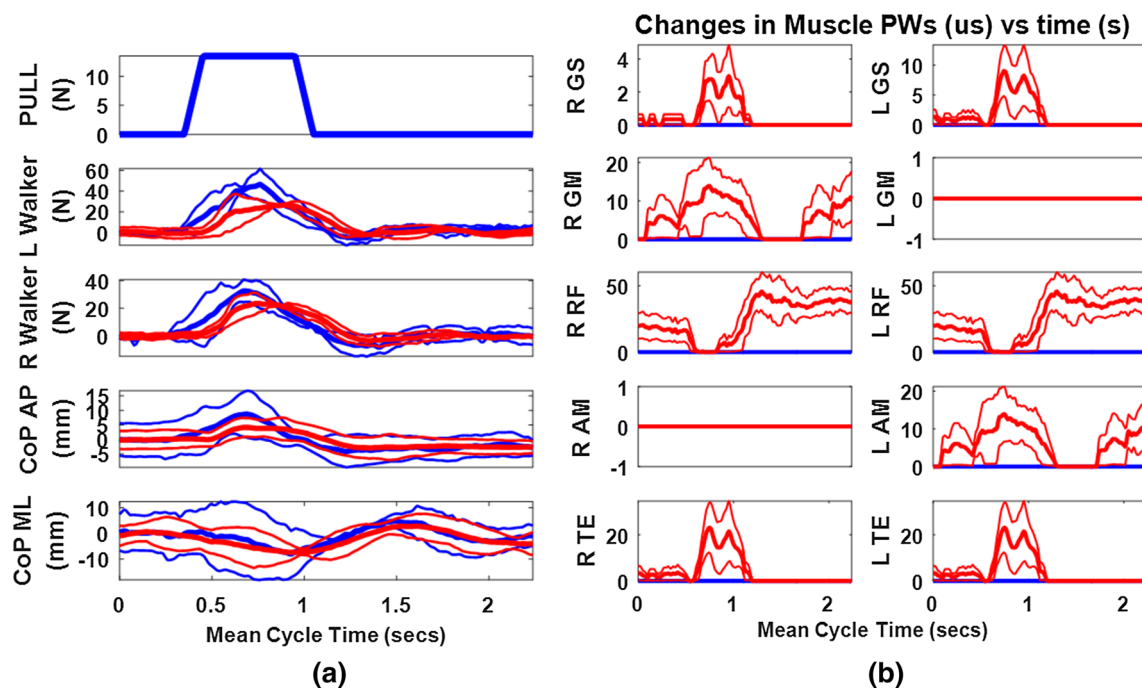 Changes in Muscle PWs (us) vs time (s)
PULL
(N)
10
5
0
L Walker
(N)
60
40
20
0
R Walker
(N)
40
20
0
CoP AP
(mm)
15
10
5
0
-5
CoP ML
(mm)
10
0
-10
0
0.5
1
1.5
2
Mean Cycle Time (secs)
(a)
R GS
4
2
0
L GS
10
5
0
R GM
20
10
0
L GM
1
0
-1
R RF
50
0
L RF
50
0
R AM
1
0
-1
L AM
20
10
0
R TE
20
0
L TE
20
0
0
1
2
0
1
2
Mean Cycle Time (secs)
(b)